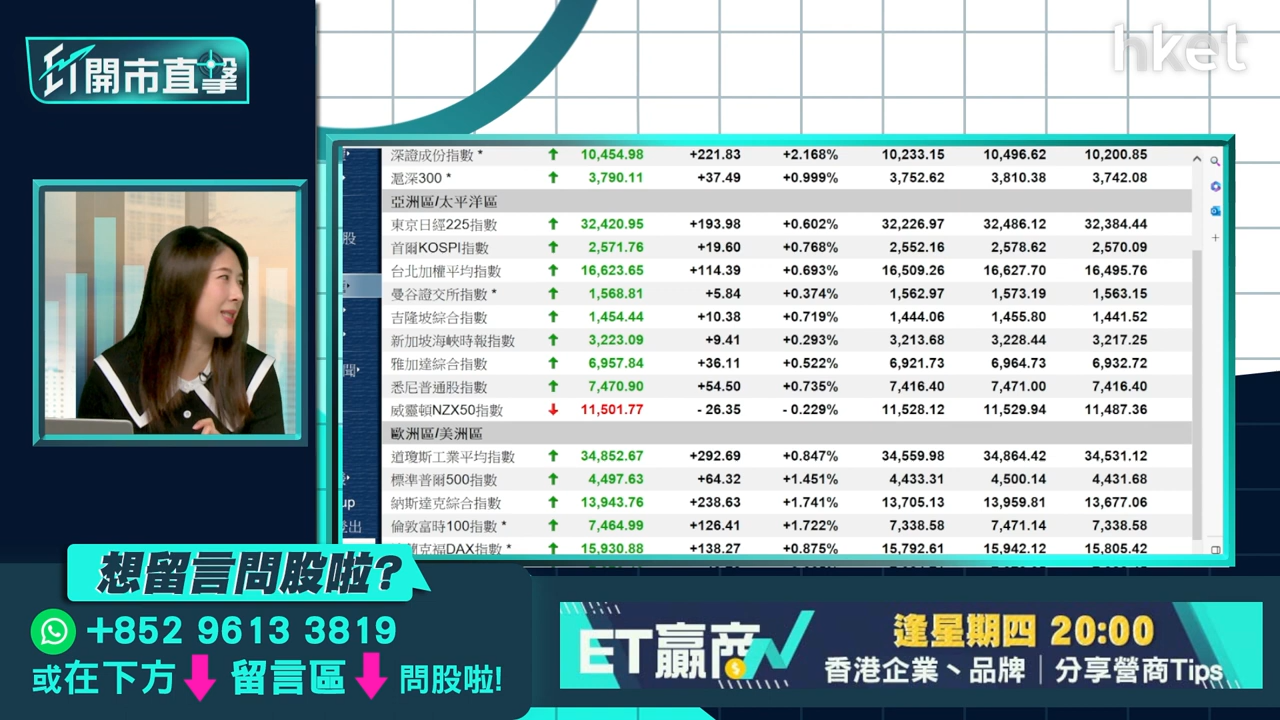 ET開市直擊
hket
深證成份指數 * 10,454.98 +221.83 +2.168% 10,233.15 10,496.62 10,200.85
滬深300 * 3,790.11 +37.49 +0.999% 3,752.62 3,810.38 3,742.08
亞洲區/太平洋區
東京日經225指數 32,420.95 +193.98 +0.602% 32,226.97 32,486.12 32,384.44
首爾KOSPI指數 2,571.76 +19.60 +0.768% 2,552.16 2,578.62 2,570.09
台北加權平均指數 16,623.65 +114.39 +0.693% 16,509.26 16,627.70 16,495.76
曼谷證交所指數 * 1,568.81 +5.84 +0.374% 1,562.97 1,573.19 1,563.15
吉隆坡綜合指數 1,454.44 +10.38 +0.719% 1,444.06 1,455.80 1,441.52
新加坡海峽時報指數 3,223.09 +9.41 +0.293% 3,213.68 3,228.44 3,217.25
雅加達綜合指數 6,957.84 +36.11 +0.522% 6,921.73 6,964.73 6,932.72
悉尼普通股指數 7,470.90 +54.50 +0.735% 7,416.40 7,471.00 7,416.40
威靈頓NZX50指數 11,501.77 - 26.35 - 0.229% 11,528.12 11,529.94 11,487.36
歐洲區/美洲區
道瓊斯工業平均指數 34,852.67 +292.69 +0.847% 34,559.98 34,864.42 34,531.12
標準普爾500指數 4,497.63 +64.32 +1.451% 4,433.31 4,500.14 4,431.68
納斯達克綜合指數 13,943.76 +238.63 +1.741% 13,705.13 13,959.81 13,677.06
倫敦富時100指數 * 7,464.99 +126.41 +1.722% 7,338.58 7,471.14 7,338.58
克福DAX指數 * 15,930.88 +138.27 +0.875% 15,792.61 15,942.12 15,805.42
股
up
想留言問股啦?
+852 9613 3819
或在下方 留言區 問股啦!
ET贏商
逢星期四 20:00
香港企業、品牌｜分享營商Tips